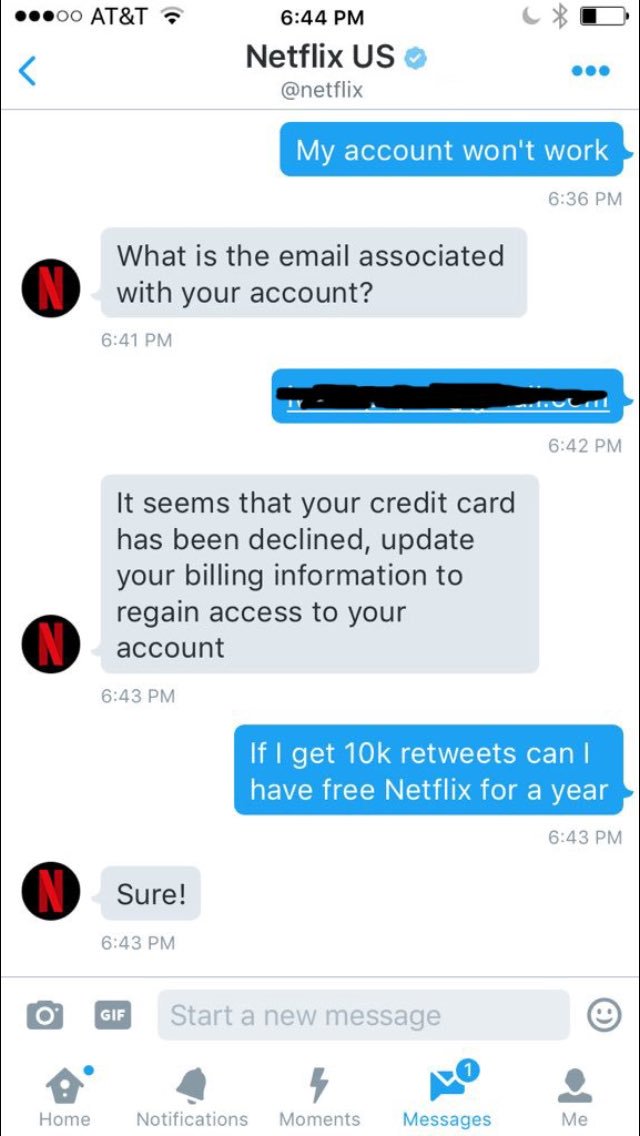 AT&T 6:44 PM
Netflix US
@netflix
My account won't work
6:36 PM
What is the email associated
with your account?
6:41 PM
6:42 PM
It seems that your credit card
has been declined, update
your billing information to
regain access to your
account
6:43 PM
If I get 10k retweets can I
have free Netflix for a year
6:43 PM
Sure!
6:43 PM
GIF Start a new message
1
Home Notifications Moments Messages Me